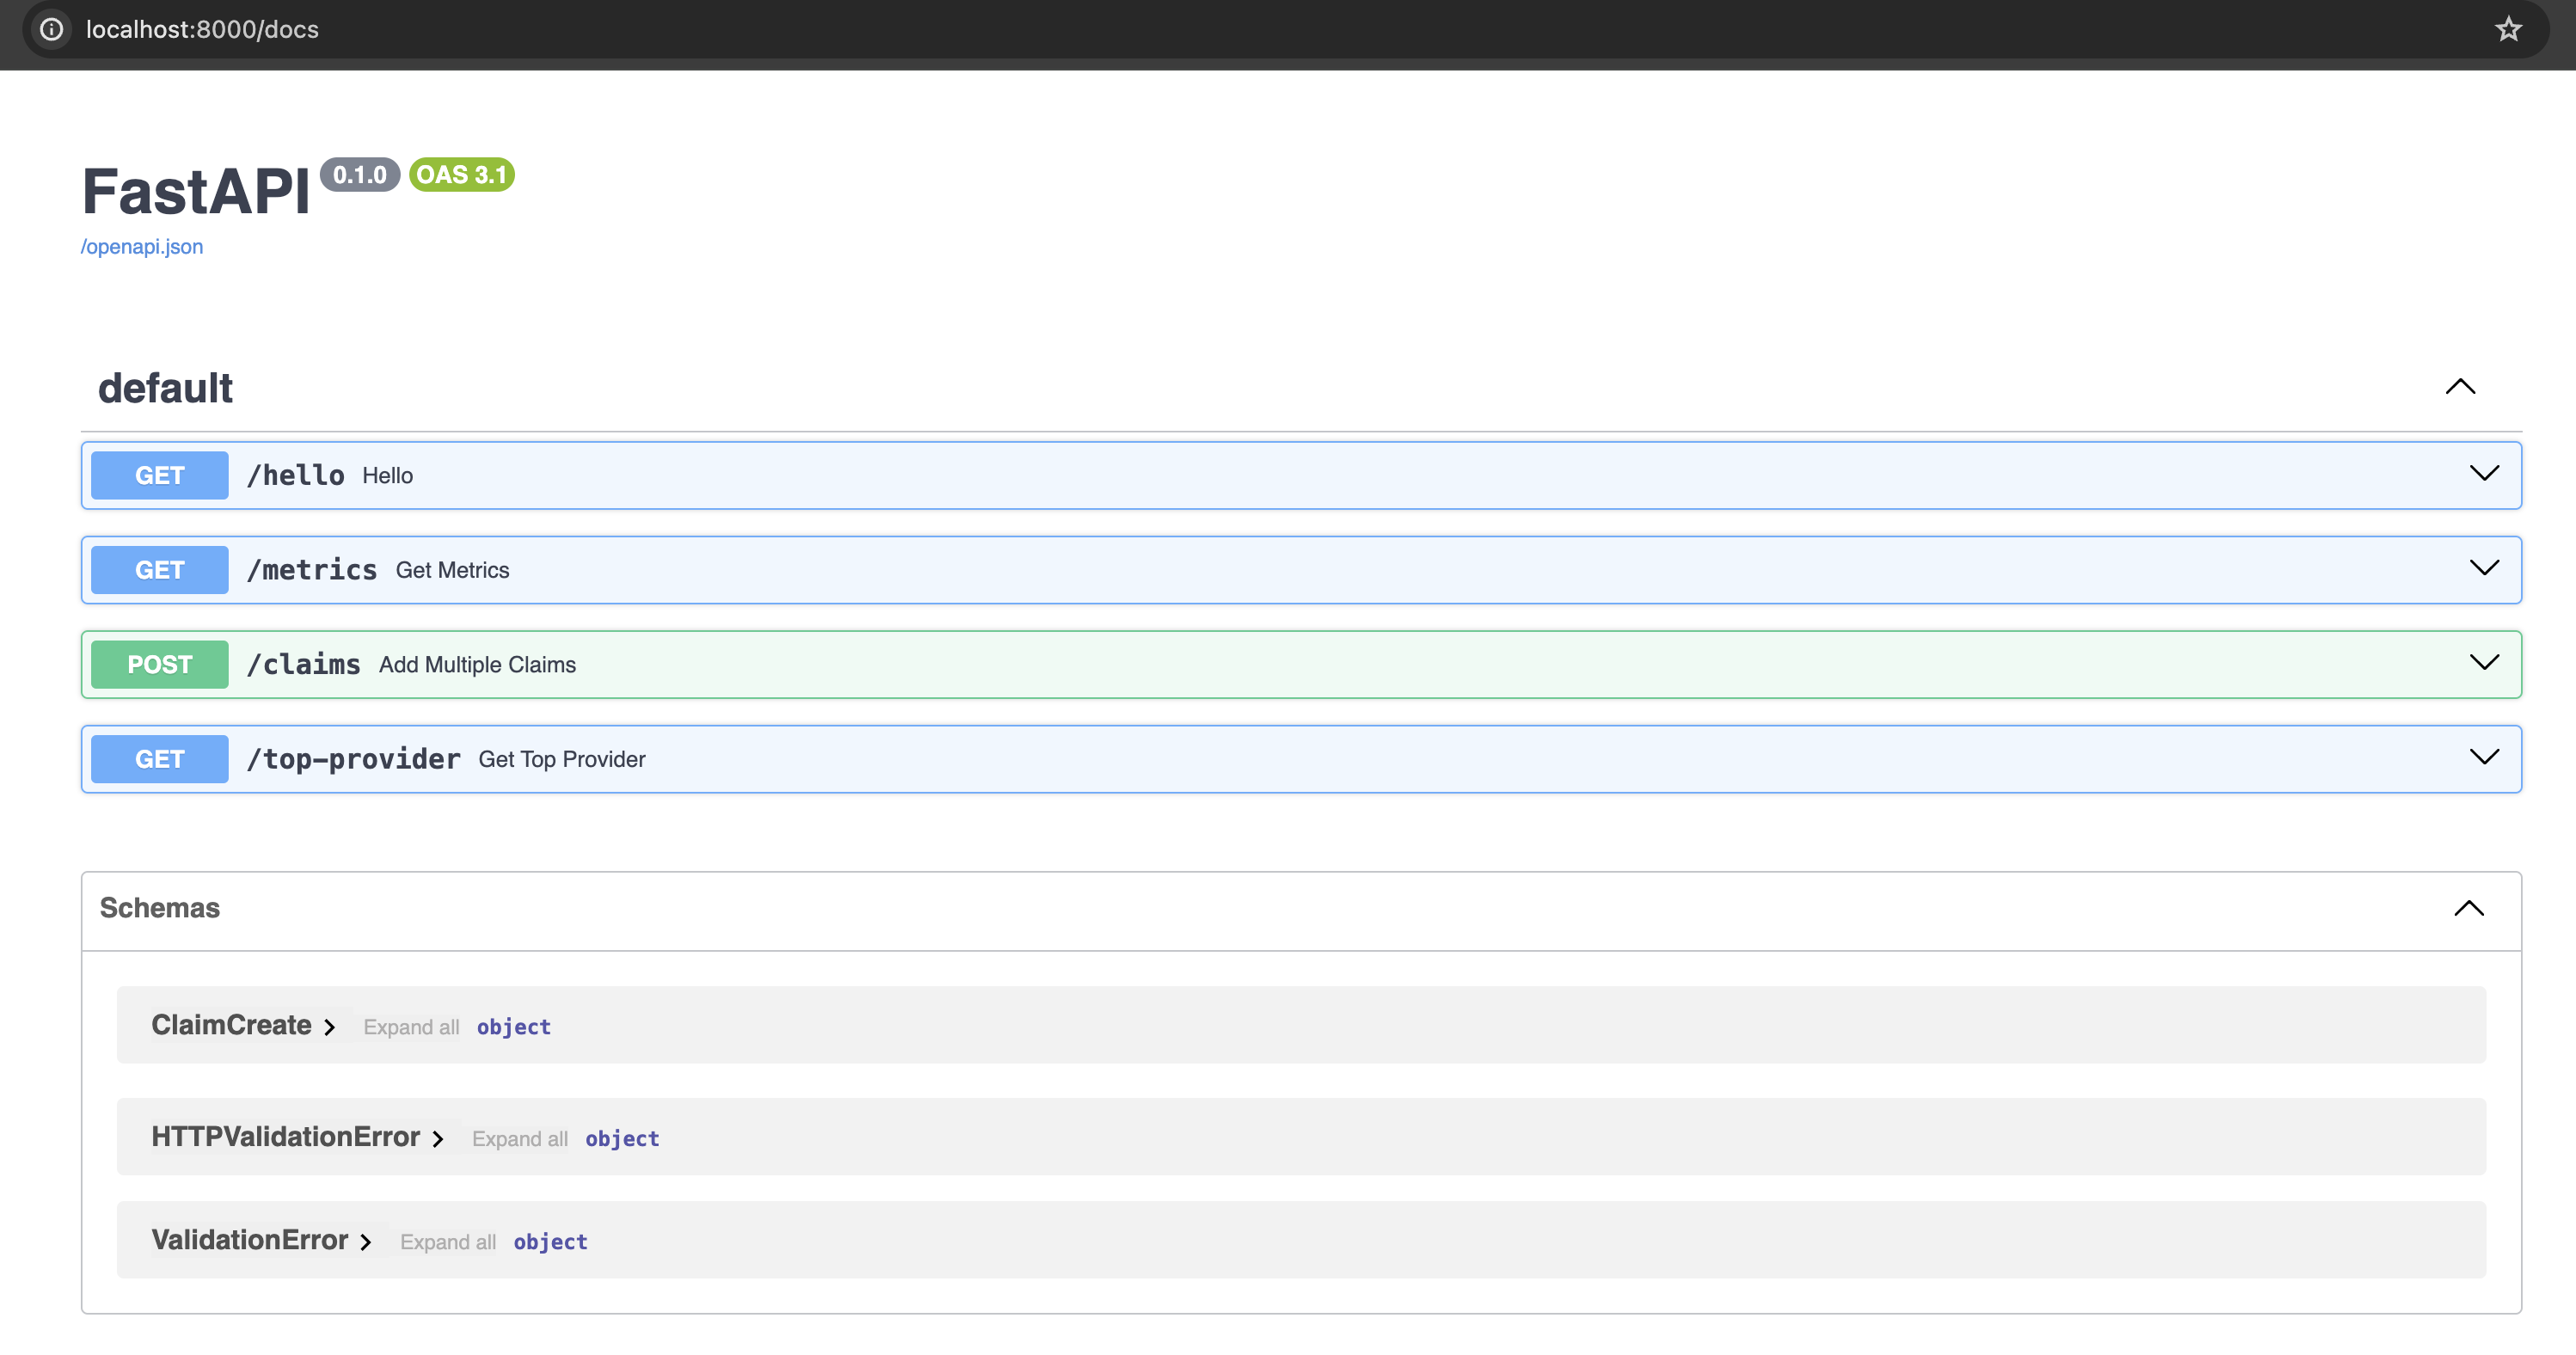 localhost:8000/docs
FastAPI 0.1.0 OAS 3.1
/openapi.json
default
GET /hello Hello
GET /metrics Get Metrics
POST /claims Add Multiple Claims
GET /top-provider Get Top Provider
Schemas
ClaimCreate Expand all object
HTTPValidationError Expand all object
ValidationError Expand all object